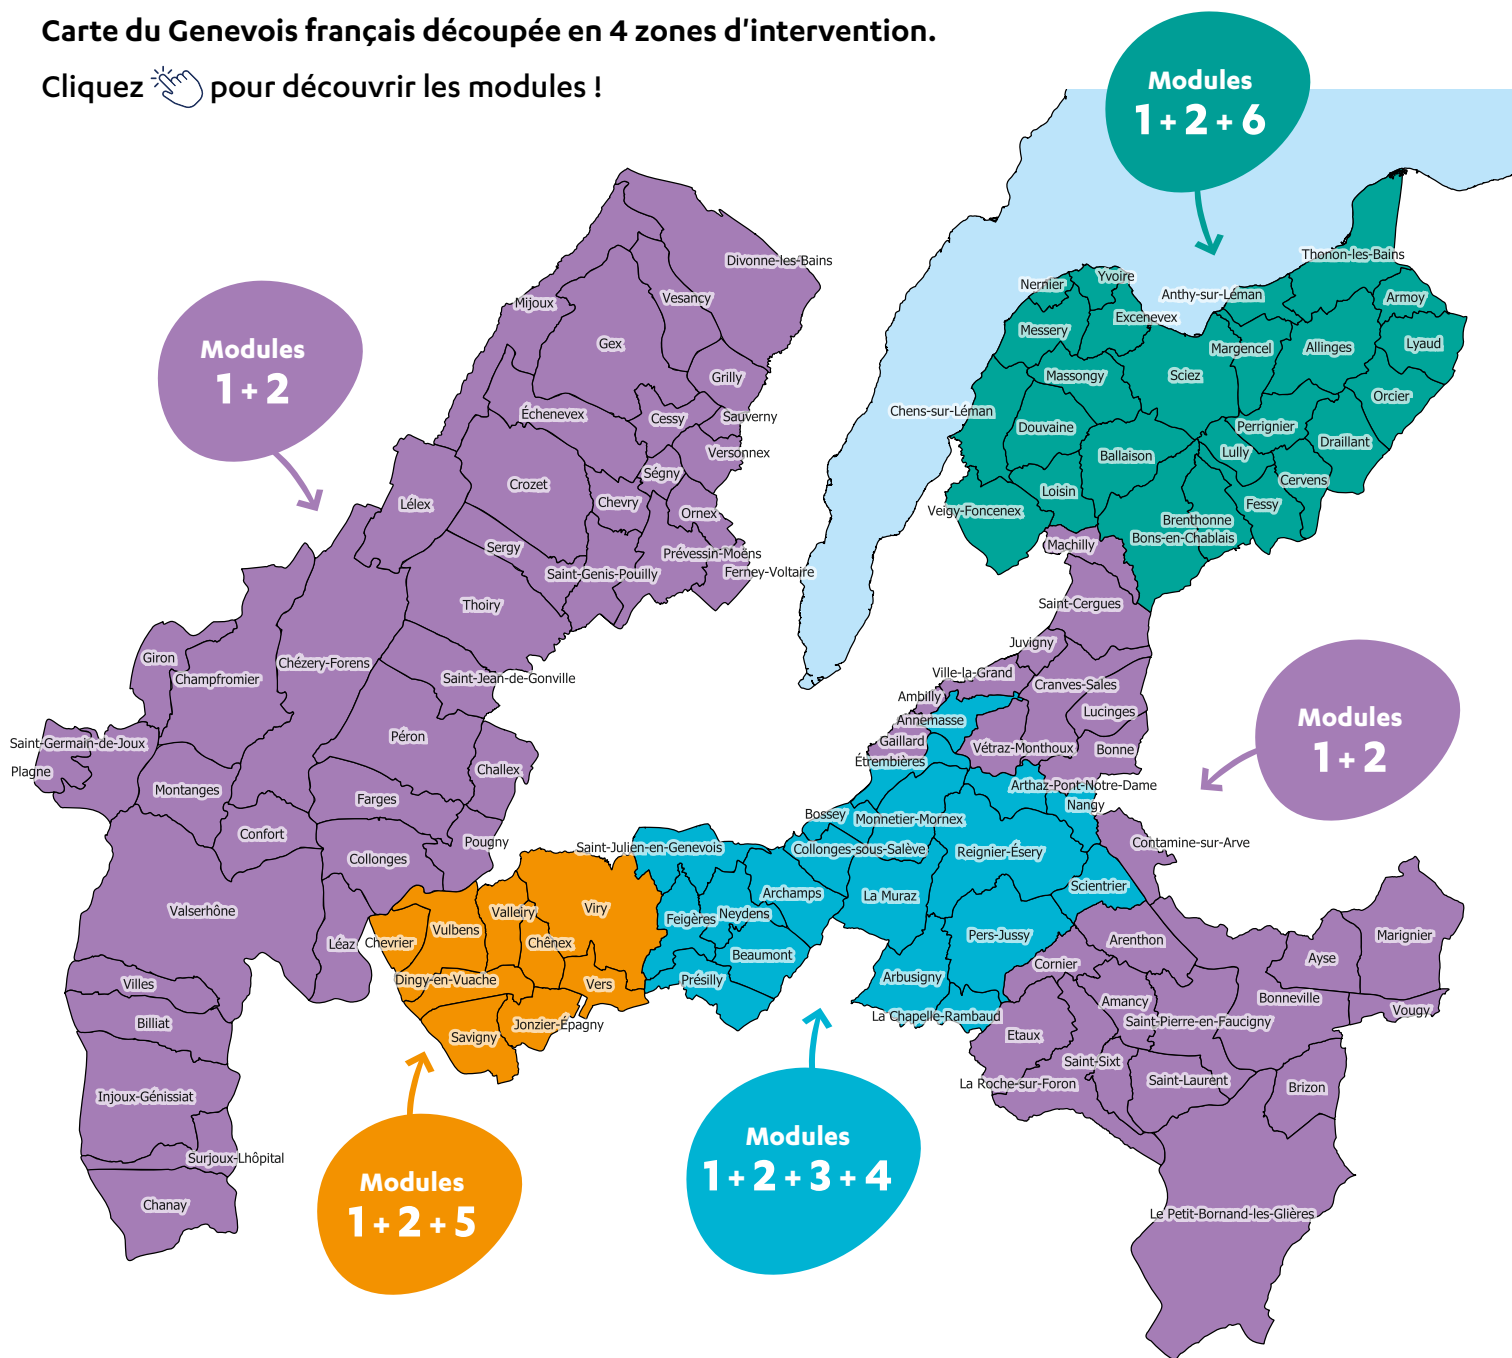 Carte du Genevois français découpée en 4 zones d'intervention.
Cliquez pour découvrir les modules !
Modules
1 + 2 + 6
Modules
1 + 2
Modules
1 + 2
Modules
1 + 2 + 5
Modules
1 + 2 + 3 + 4
Divonne-les-Bains
Mijoux
Vesancy
Gex
Grilly
Échenevex
Cessy
Sauverny
Versonnex
Ségny
Crozet
Chevry
Lélex
Ornex
Sergy
Prévessin-Moëns
Saint-Genis-Pouilly
Ferney-Voltaire
Thoiry
Giron
Chézery-Forens
Champfromier
Saint-Jean-de-Gonville
Péron
Saint-Germain-de-Joux
Plagne
Challex
Montanges
Farges
Confort
Pougny
Collonges
Valserhône
Léaz
Villes
Billiat
Injoux-Génissiat
Surjoux-Lhôpital
Chanay
Chevrier
Vulbens
Valleiry
Viry
Chênex
Dingy-en-Vuache
Vers
Jonzier-Épagny
Savigny
Saint-Julien-en-Genevois
Feigères
Neydens
Archamps
Beaumont
Présilly
Bossey
Collonges-sous-Salève
Monnetier-Mornex
La Muraz
Reignier-Ésery
Scientrier
Pers-Jussy
Arbusigny
La Chapelle-Rambaud
Étrembières
Annemasse
Arthaz-Pont-Notre-Dame
Nangy
Thonon-les-Bains
Nernier
Yvoire
Anthy-sur-Léman
Armoy
Excenevex
Messery
Margencel
Allinges
Lyaud
Massongy
Sciez
Orcier
Chens-sur-Léman
Douvaine
Perrignier
Draillant
Ballaison
Lully
Cervens
Loisin
Fessy
Veigy-Foncenex
Brenthonne
Bons-en-Chablais
Machilly
Saint-Cergues
Juvigny
Ville-la-Grand
Cranves-Sales
Ambilly
Lucinges
Gaillard
Vétraz-Monthoux
Bonne
Contamine-sur-Arve
Arenthon
Marignier
Ayse
Cornier
Amancy
Bonneville
Vougy
Saint-Pierre-en-Faucigny
Etaux
Saint-Sixt
La Roche-sur-Foron
Saint-Laurent
Brizon
Le Petit-Bornand-les-Glières